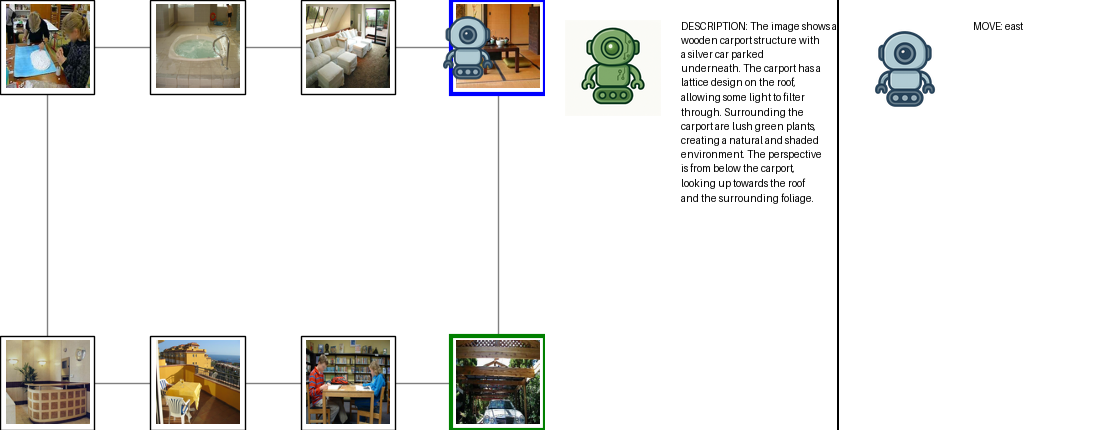 DESCRIPTION: The image shows a
wooden carport structure with
a silver car parked
underneath. The carport has a
lattice design on the roof,
allowing some light to filter
through. Surrounding the
carport are lush green plants,
creating a natural and shaded
environment. The perspective
is from below the carport,
looking up towards the roof
and the surrounding foliage.
MOVE: east